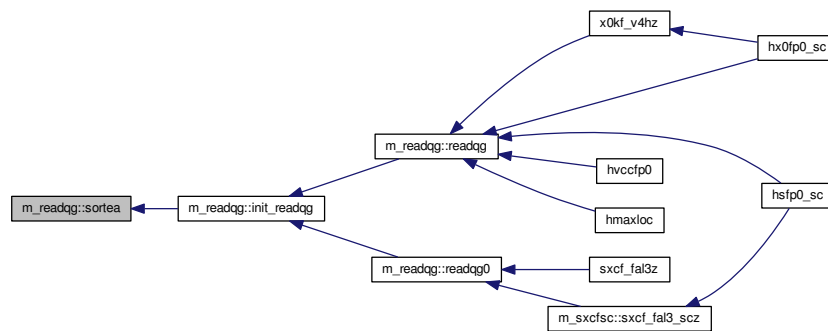 x0kf_v4hz
hx0fp0_sc
m_readqg::readqg
hvccfp0
hsfp0_sc
m_readqg::sortea
m_readqg::init_readqg
hmaxloc
m_readqg::readqg0
sxcf_fal3z
m_sxcfsc::sxcf_fal3_scz